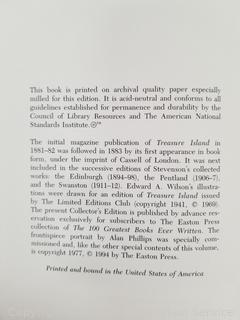 This book is printed on archival quality paper especially
milled for this edition. It is acid-neutral and conforms to all
guidelines established for permanence and durability by the
Council of Library Resources and The American National
Standards Institute.∞™
The initial magazine publication of Treasure Island in
1881-82 was followed in 1883 by its first appearance in book
form, under the imprint of Cassell of London. It was next
included in the successive editions of Stevenson's collected
works: the Edinburgh (1894-98), the Pentland (1906-7),
and the Swanston (1911-12). Edward A. Wilson's illustra-
tions were drawn for an edition of Treasure Island issued
by The Limited Editions Club (copyright 1941, © 1969).
The present Collector's Edition is published by advance res-
ervation exclusively for subscribers to The Easton Press
collection of The 100 Greatest Books Ever Written. The
frontispiece portrait by Alan Phillips was specially com-
missioned and, like the other special contents of this volume,
is copyright 1977, © 1994 by The Easton Press.
Printed and bound in the United States of America